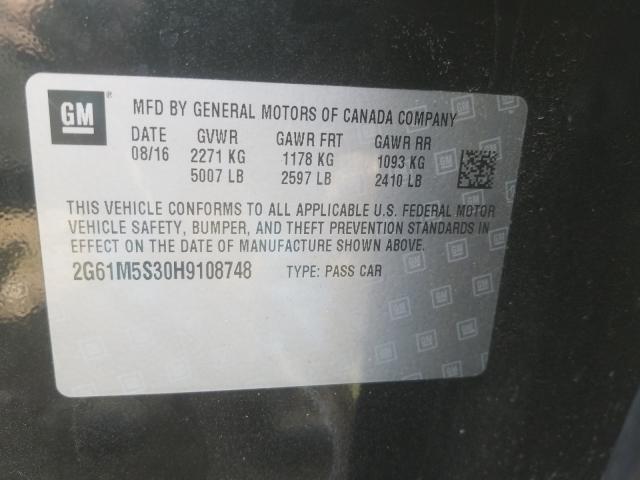 GM ® MFD BY GENERAL MOTORS OF CANADA COMPANY
DATE GVWR GAWR FRT GAWR RR
08/16 2271 KG 1178 KG 1093 KG
5007 LB 2597 LB 2410 LB
THIS VEHICLE CONFORMS TO ALL APPLICABLE U.S. FEDERAL MOTOR
VEHICLE SAFETY, BUMPER, AND THEFT PREVENTION STANDARDS IN
EFFECT ON THE DATE OF MANUFACTURE SHOWN ABOVE.
2G61M5S30H9108748 TYPE: PASS CAR